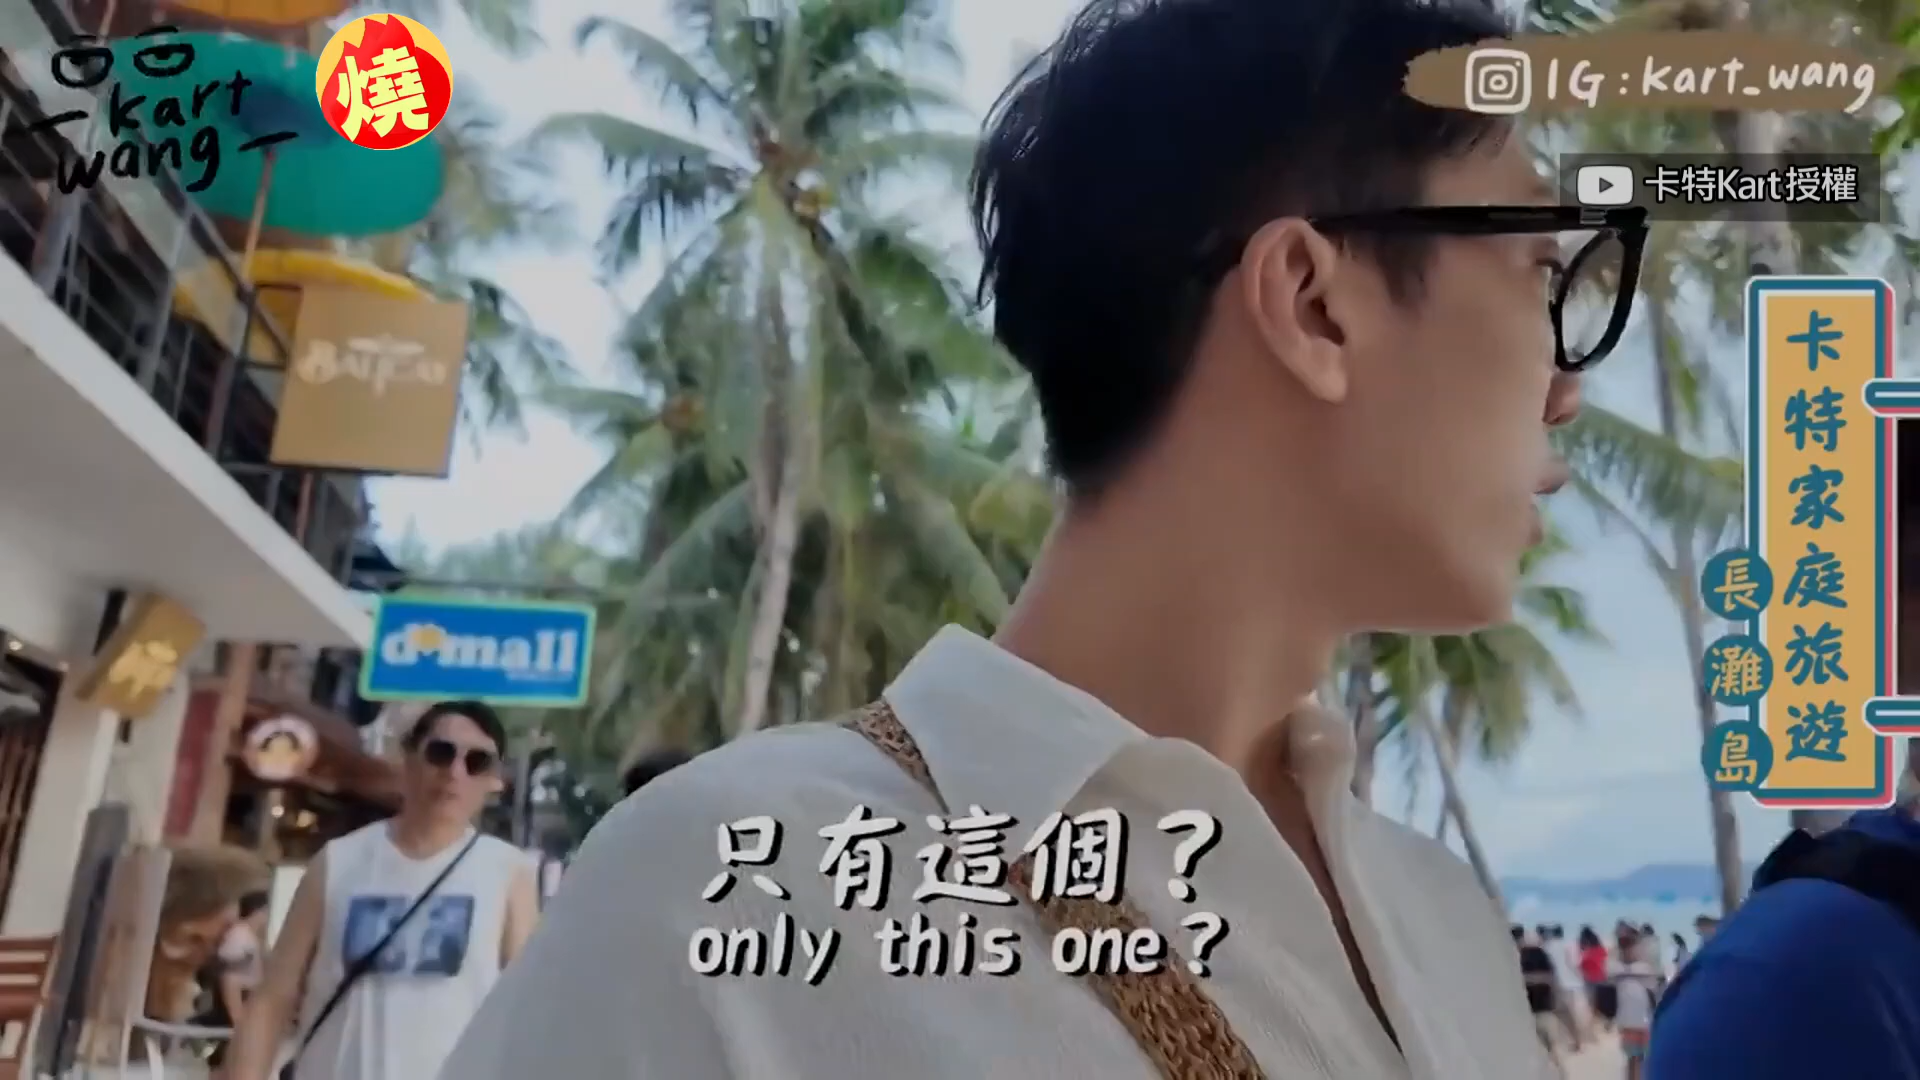 kart
wang
燒
IG:kart_wang
卡特Kart授權
卡特家庭旅遊
長灘島
d*mall
只有這個？
only this one?